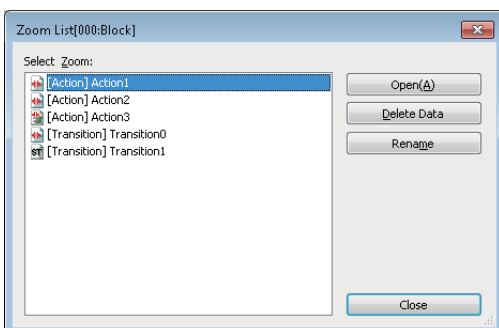 Zoom List[000:Block]
Select Zoom:
[Action] Action1
[Action] Action2
[Action] Action3
[Transition] Transition0
ST [Transition] Transition1
Open(A)
Delete Data
Rename
Close